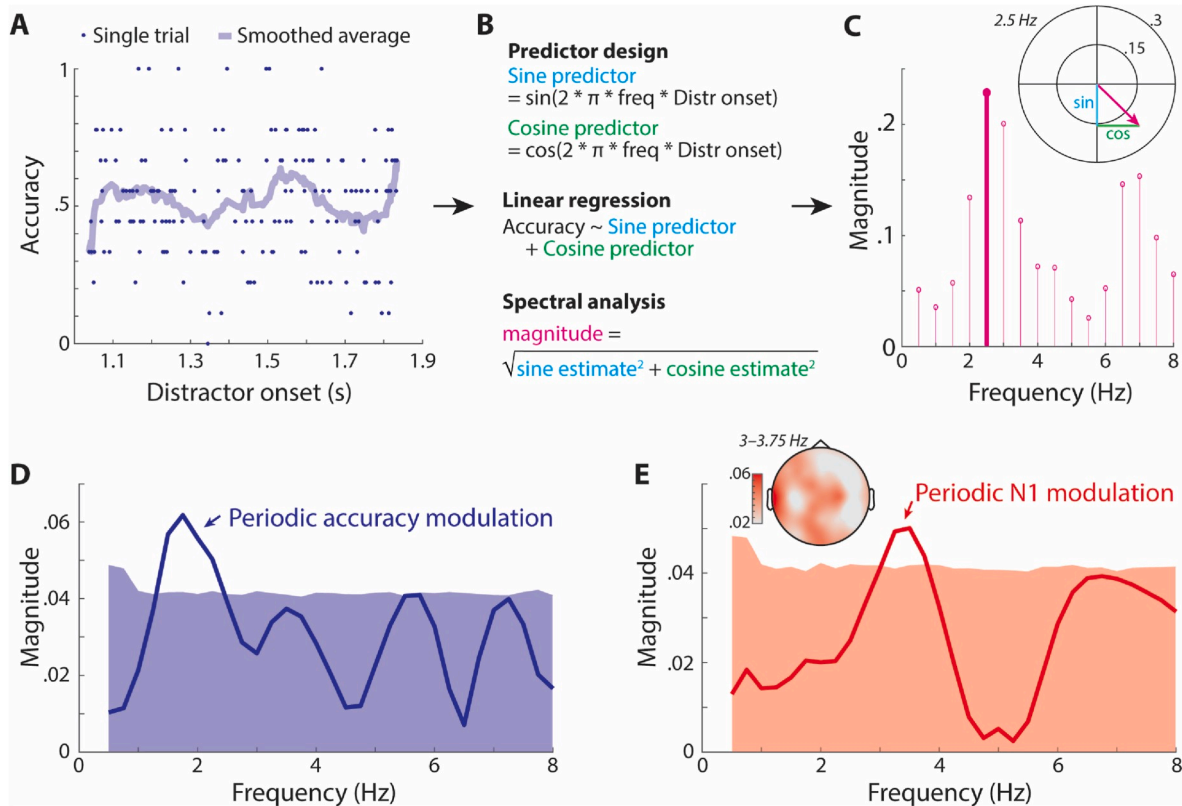 A
Single trial
Smoothed average
Accuracy
1
.5
0
1.1
1.3
1.5
1.7
1.9
Distractor onset (s)
B
Predictor design
Sine predictor
= sin(2 * π * freq * Distr onset)
Cosine predictor
= cos(2 * π * freq * Distr onset)
Linear regression
Accuracy ~ Sine predictor
+ Cosine predictor
Spectral analysis
magnitude =
√sine estimate² + cosine estimate²
C
2.5 Hz
.3
.15
sin
cos
Magnitude
.2
.1
0
0
2
4
6
8
Frequency (Hz)
D
Periodic accuracy modulation
Magnitude
.06
.04
.02
0
0
2
4
6
8
Frequency (Hz)
E
3–3.75 Hz
.06
.02
Periodic N1 modulation
Magnitude
.06
.04
.02
0
0
2
4
6
8
Frequency (Hz)